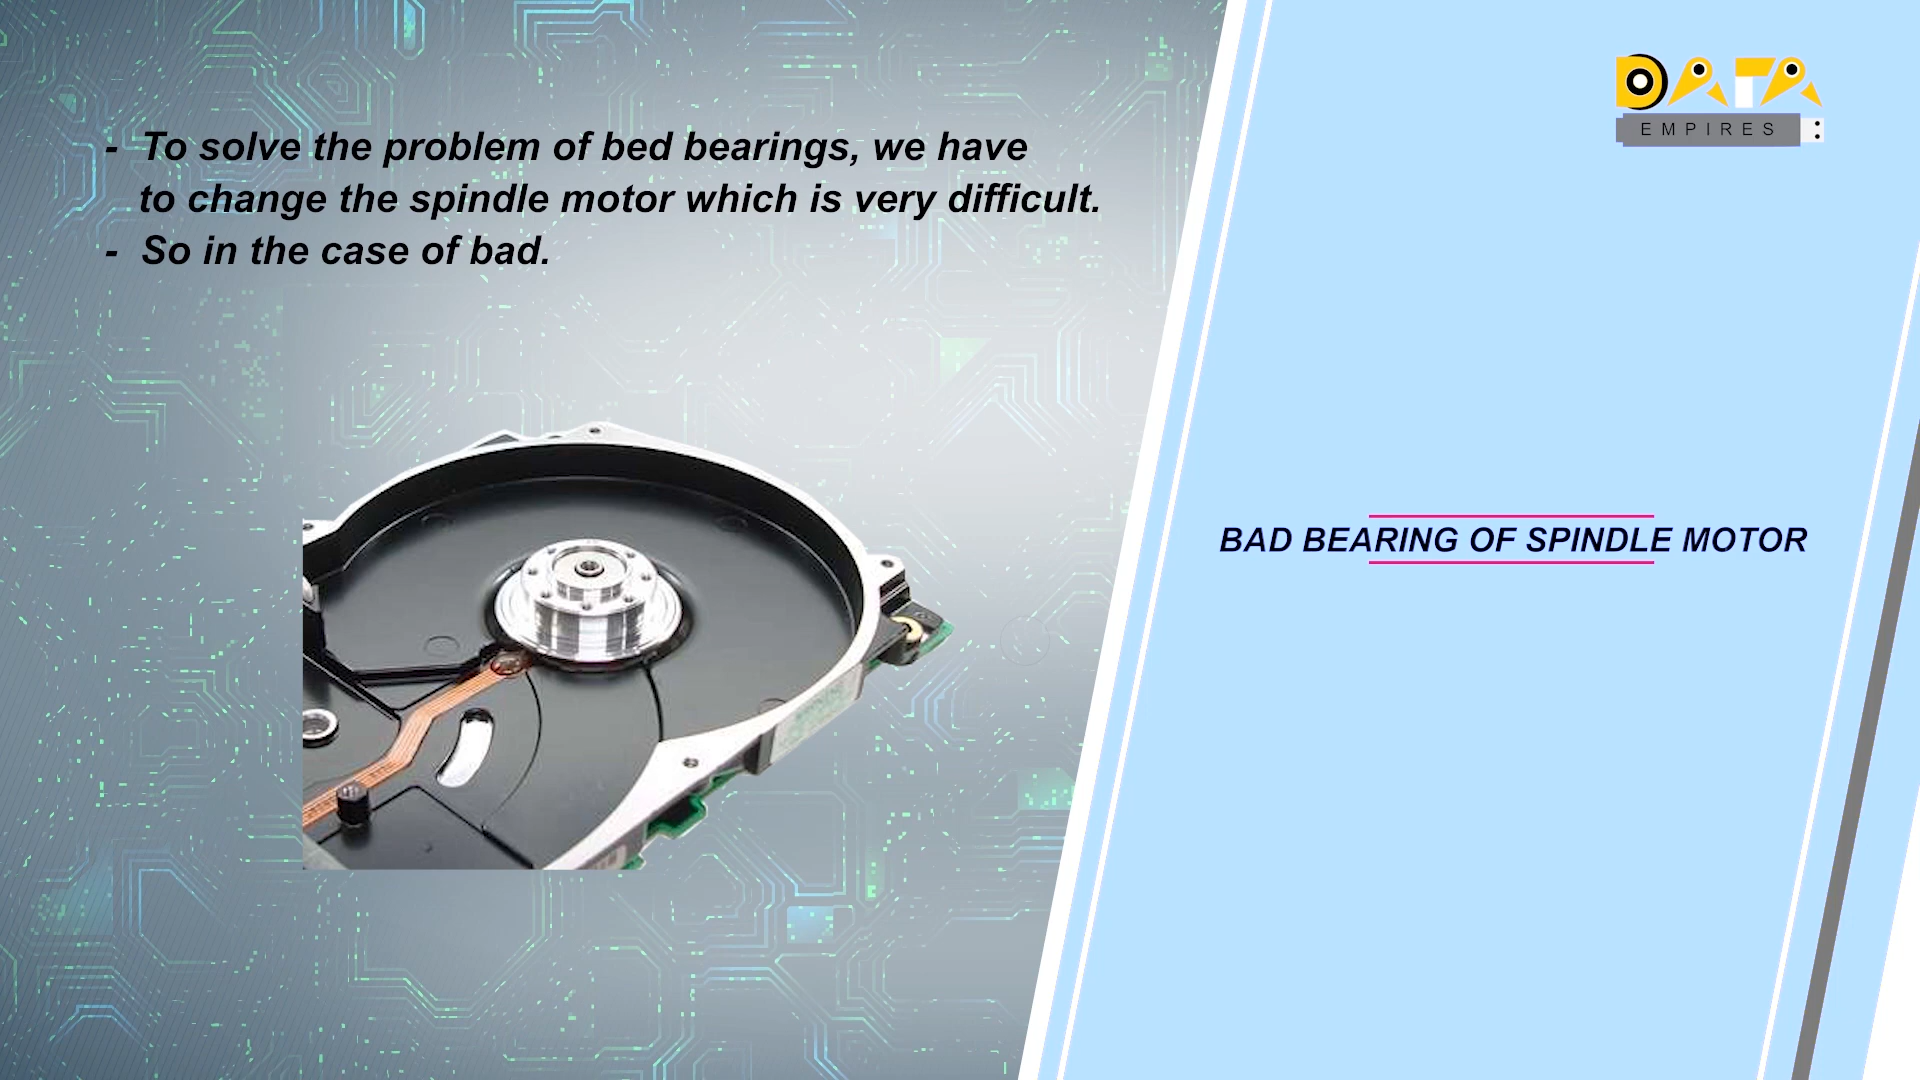 - To solve the problem of bed bearings, we have
to change the spindle motor which is very difficult.
- So in the case of bad.
DATA
EMPIRES
BAD BEARING OF SPINDLE MOTOR